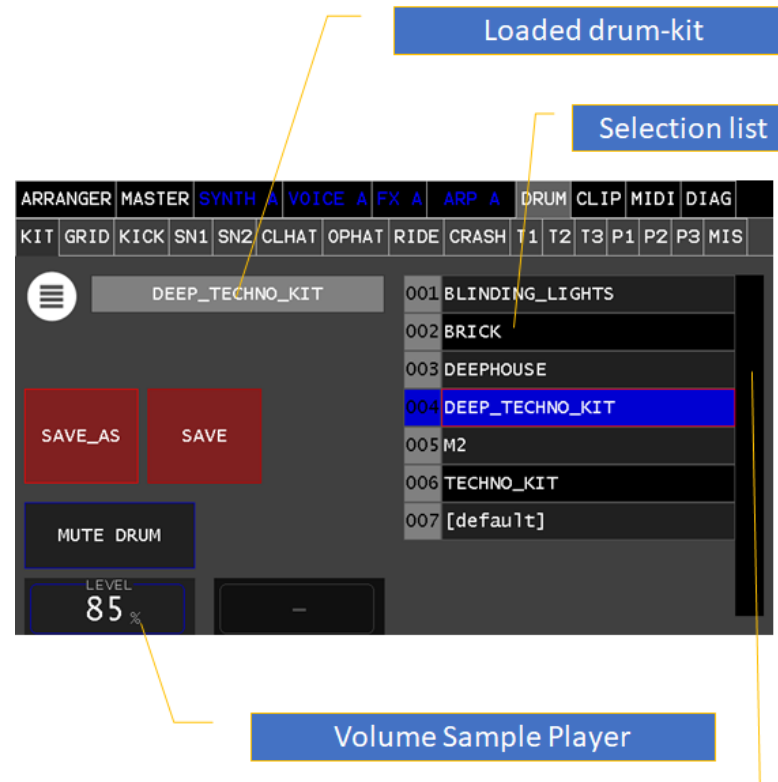 Loaded drum-kit
Selection list
ARRANGER MASTER SYNTH A VOICE A FX A ARP A DRUM CLIP MIDI DIAG
KIT GRID KICK SN1 SN2 CLHAT OPHAT RIDE CRASH T1 T2 T3 P1 P2 P3 MIS
DEEP_TECHNO_KIT
001 BLINDING_LIGHTS
002 BRICK
003 DEEPHOUSE
004 DEEP_TECHNO_KIT
005 M2
006 TECHNO_KIT
007 [default]
SAVE_AS SAVE
MUTE DRUM
LEVEL
85 %
–
Volume Sample Player